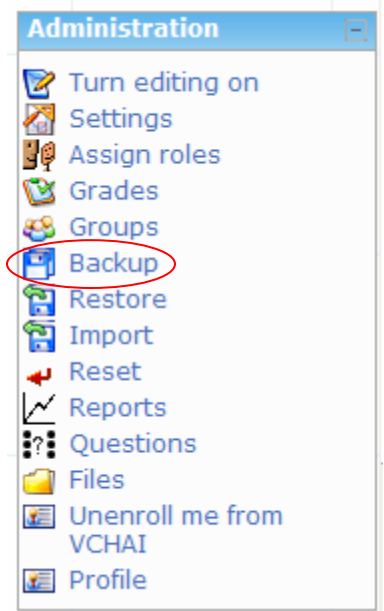 Administration
Turn editing on
Settings
Assign roles
Grades
Groups
Backup
Restore
Import
Reset
Reports
Questions
Files
Unenroll me from
VCHAI
Profile